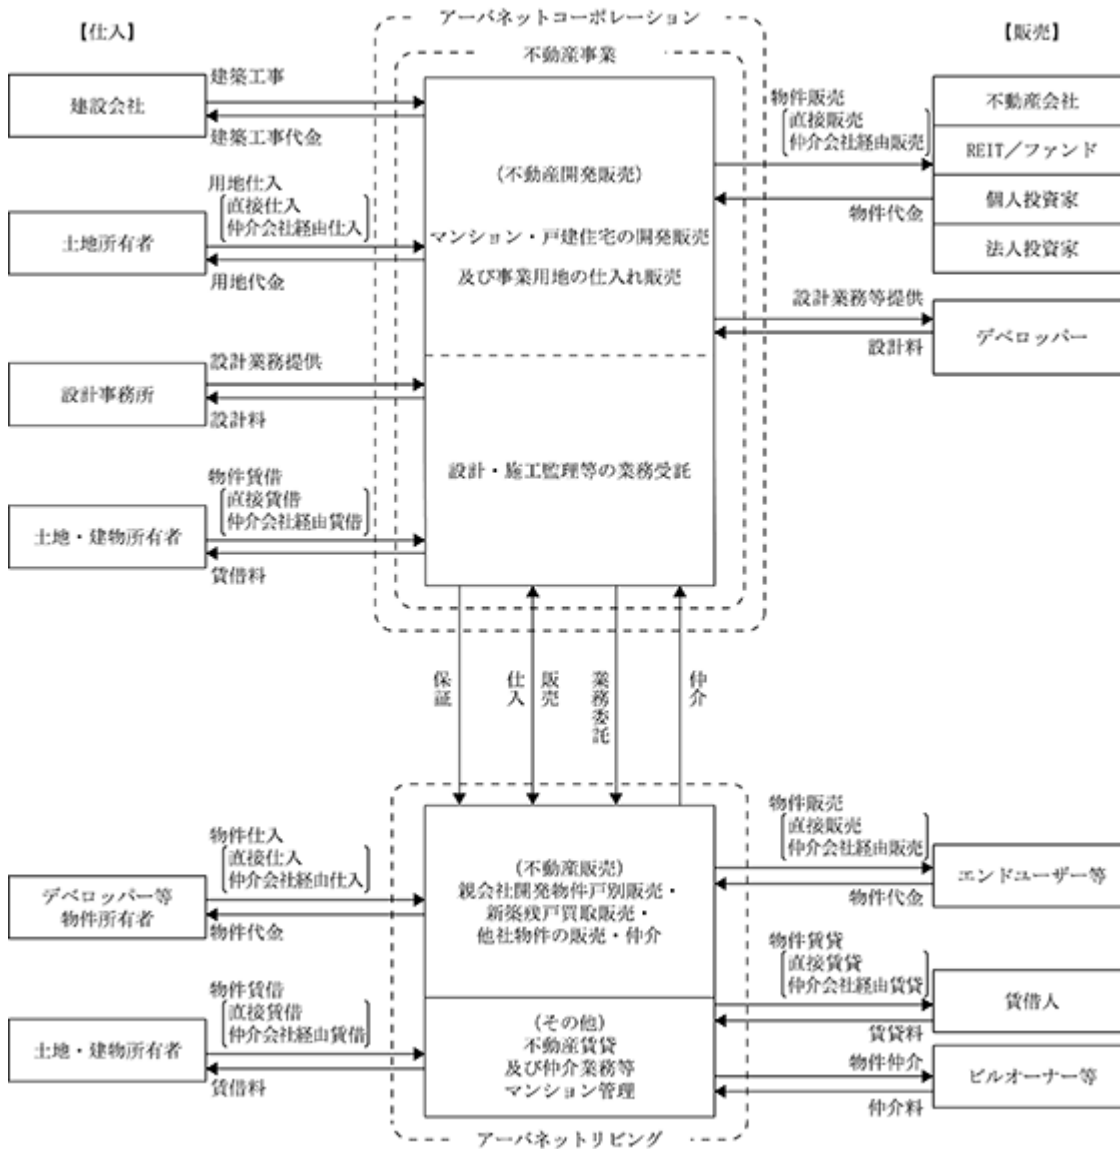 アーバネットコーポレーション
【仕入】
【販売】
不動産事業
建設会社
建築工事
建築工事代金
土地所有者
用地仕入
直接仕入
仲介会社経由仕入
用地代金
設計事務所
設計業務提供
設計料
土地・建物所有者
物件賃借
直接賃借
仲介会社経由賃借
賃借料
(不動産開発販売)
マンション・戸建住宅の開発販売
及び事業用地の仕入れ販売
設計・施工監理等の業務受託
物件販売
直接販売
仲介会社経由販売
物件代金
不動産会社
REIT/ファンド
個人投資家
法人投資家
設計業務等提供
設計料
デベロッパー
保証
仕入
販売
業務委託
仲介
デベロッパー等
物件所有者
物件仕入
直接仕入
仲介会社経由仕入
物件代金
土地・建物所有者
物件賃借
直接賃借
仲介会社経由賃借
賃借料
(不動産販売)
親会社開発物件戸別販売・
新築残戸買取販売・
他社物件の販売・仲介
(その他)
不動産賃貸
及び仲介業務等
マンション管理
物件販売
直接販売
仲介会社経由販売
物件代金
エンドユーザー等
物件賃貸
直接賃貸
仲介会社経由賃貸
賃貸料
賃借人
物件仲介
仲介料
ビルオーナー等
アーバネットリビング